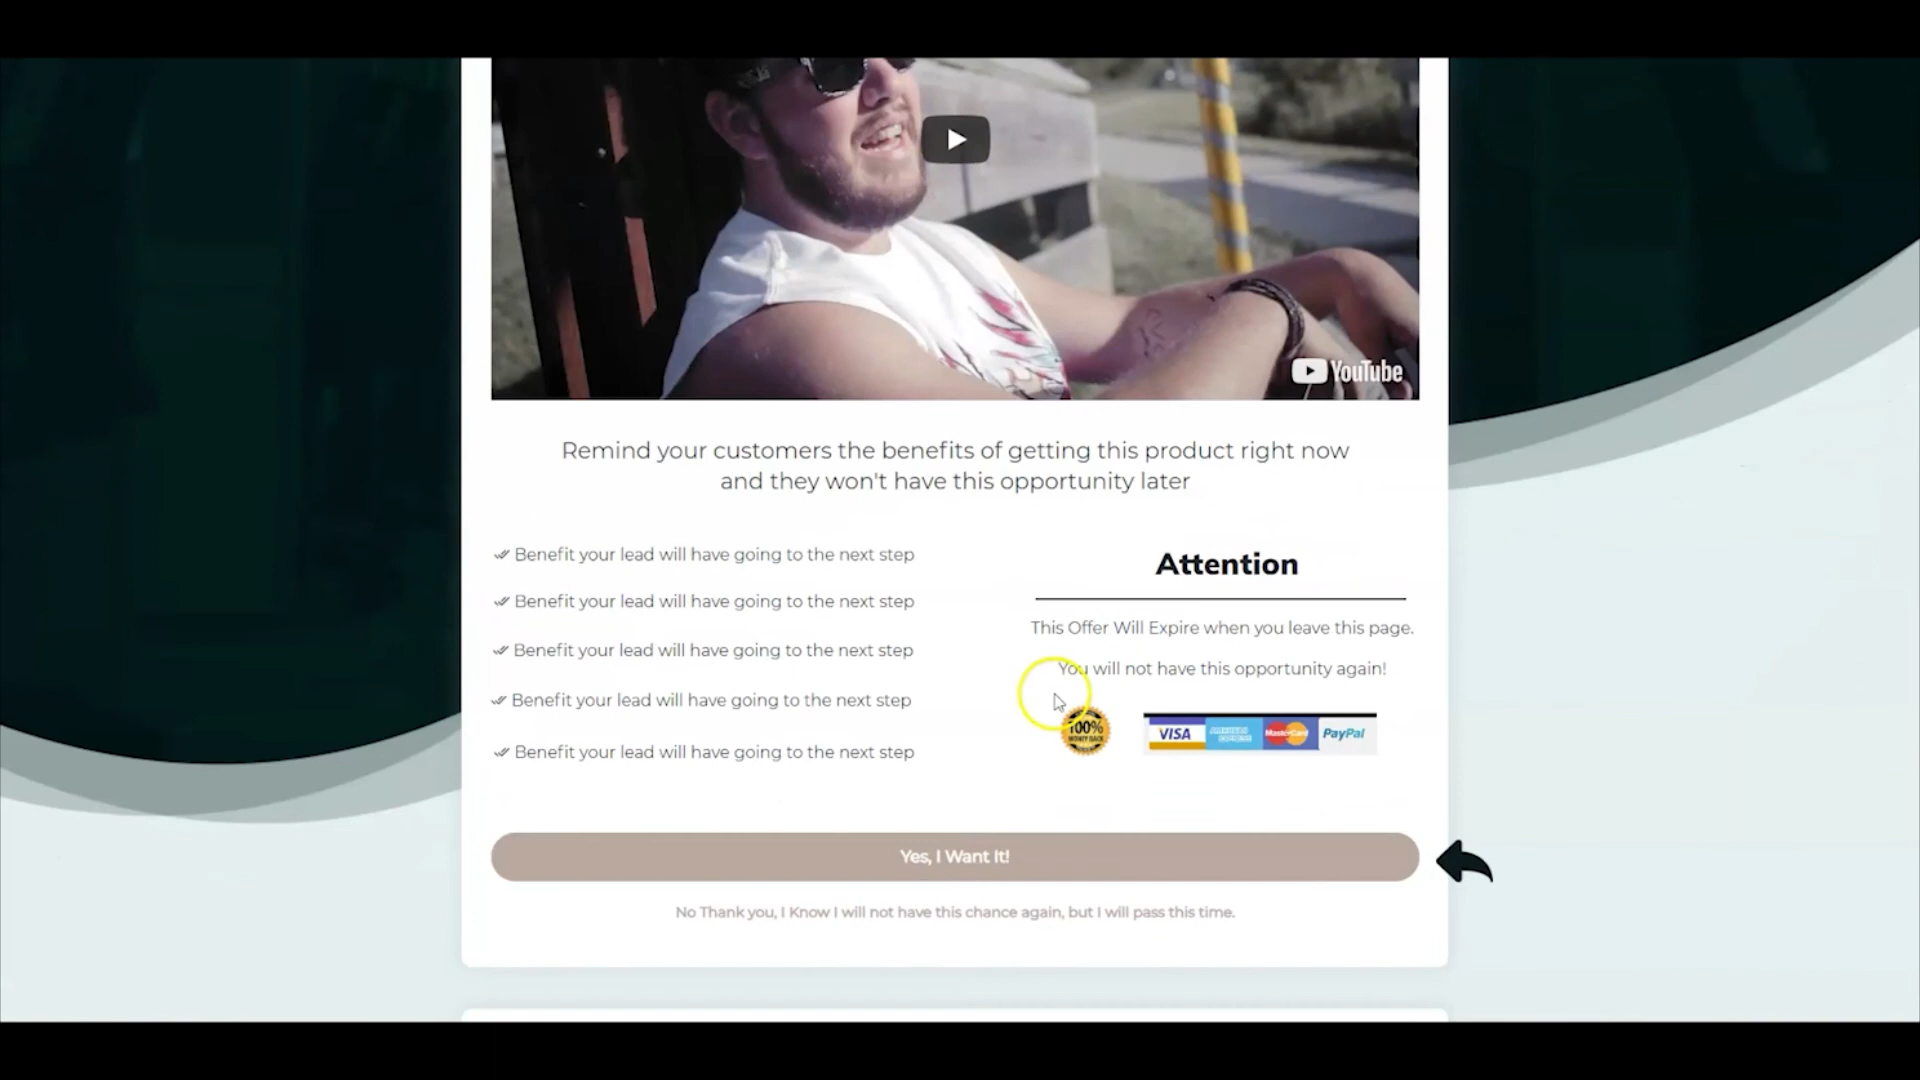 YouTube
Remind your customers the benefits of getting this product right now
and they won't have this opportunity later
Benefit your lead will have going to the next step
Benefit your lead will have going to the next step
Benefit your lead will have going to the next step
Benefit your lead will have going to the next step
Benefit your lead will have going to the next step
Attention
This Offer Will Expire when you leave this page.
You will not have this opportunity again!
100%
MONEY BACK
VISA
AMERICAN EXPRESS
MasterCard
PayPal
Yes, I Want It!
No Thank you, I Know I will not have this chance again, but I will pass this time.